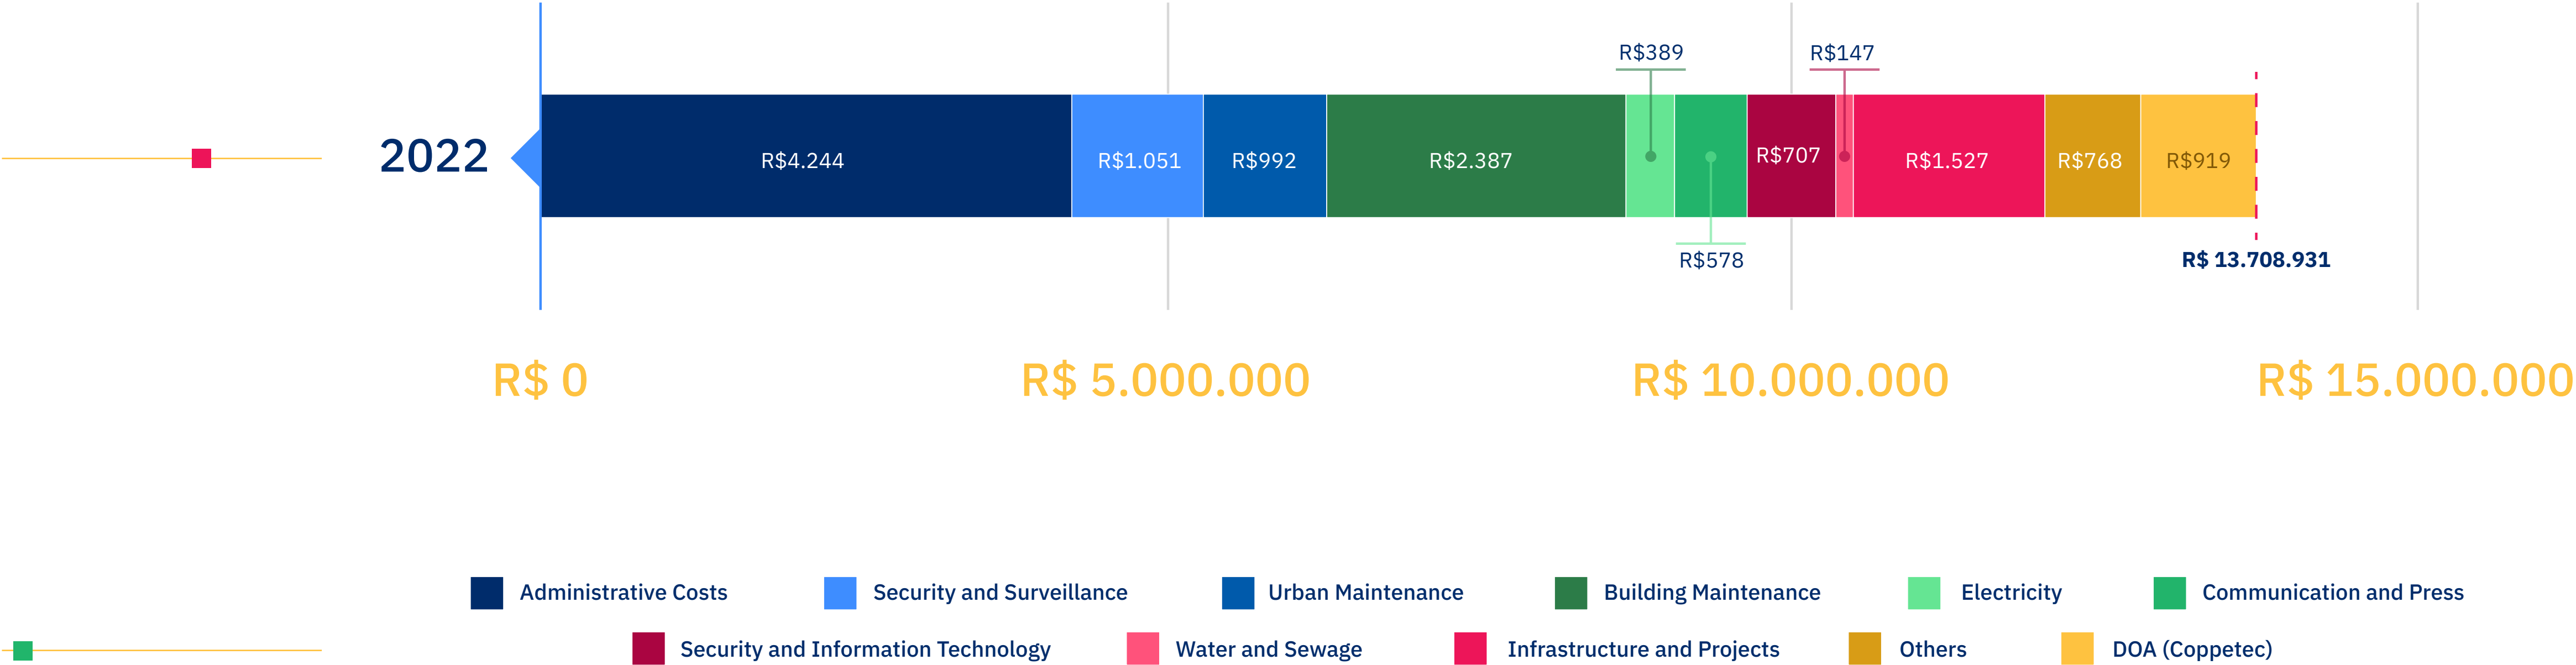 R$389
R$147
2022
R$4.244
R$1.051
R$992
R$2.387
R$707
R$1.527
R$768
R$919
R$578
R$ 13.708.931
R$ 0
R$ 5.000.000
R$ 10.000.000
R$ 15.000.000
Administrative Costs
Security and Surveillance
Urban Maintenance
Building Maintenance
Electricity
Communication and Press
Security and Information Technology
Water and Sewage
Infrastructure and Projects
Others
DOA (Coppetec)